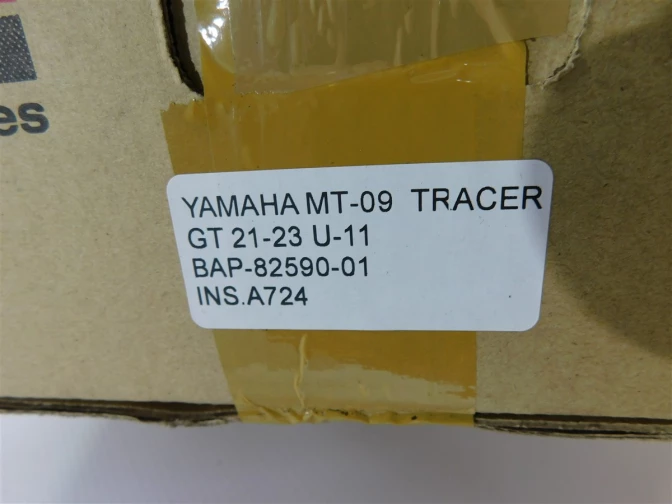 es
YAMAHA MT-09 TRACER
GT 21-23 U-11
BAP-82590-01
INS.A724